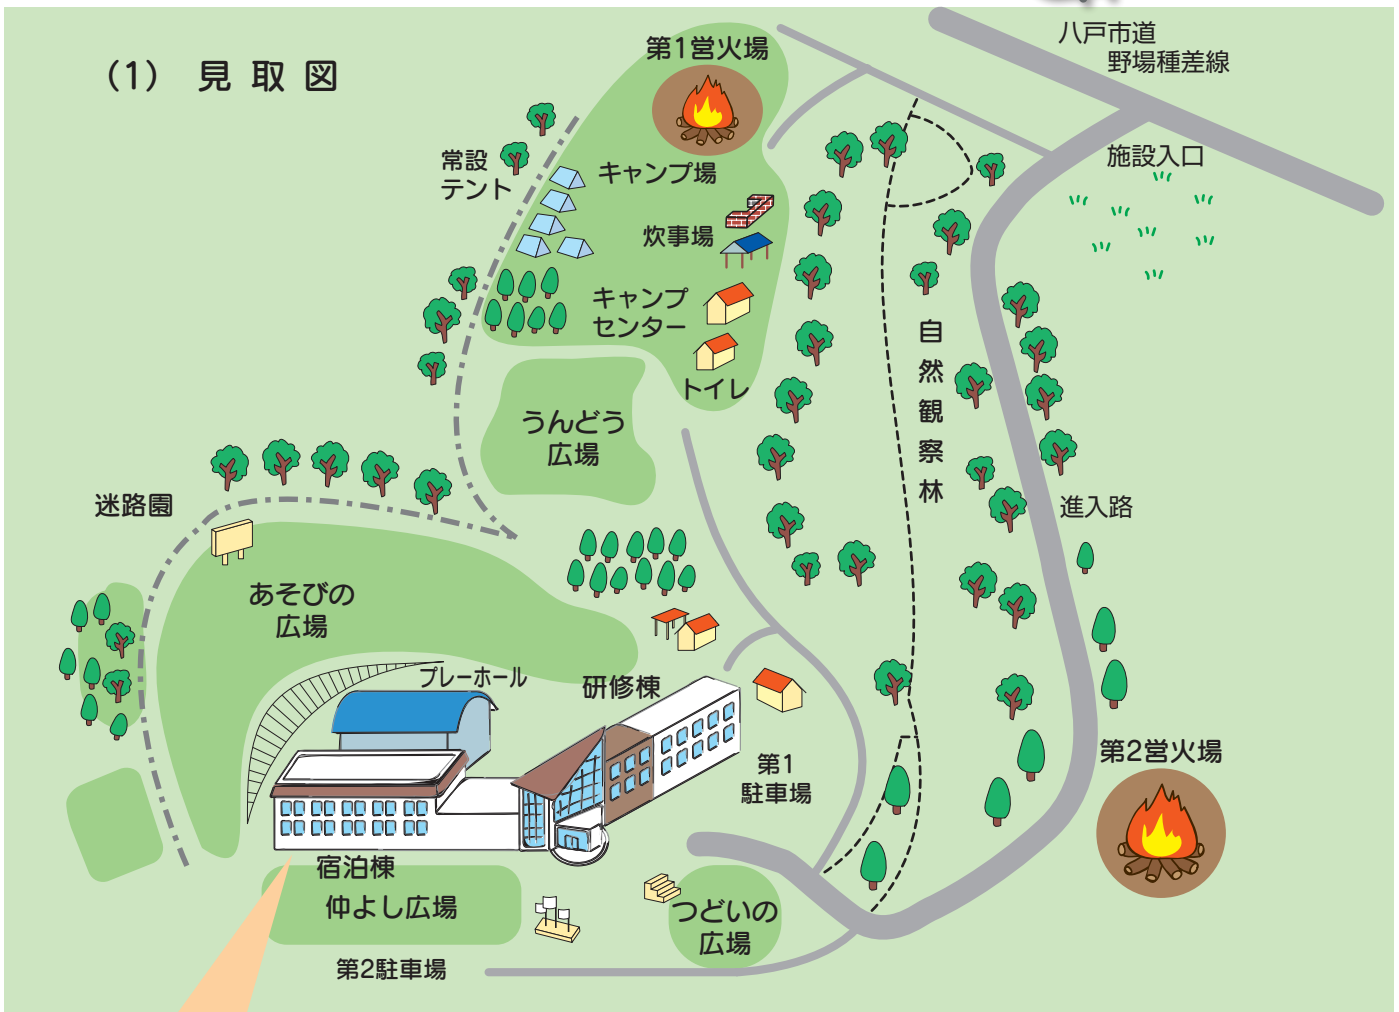 (1) 見取図
第1営火場
八戸市道
野場種差線
施設入口
常設
テント
キャンプ場
炊事場
キャンプ
センター
トイレ
自然観察林
うんどう
広場
迷路園
進入路
あそびの
広場
プレーホール
研修棟
第1
駐車場
第2営火場
宿泊棟
仲よし広場
つどいの
広場
第2駐車場